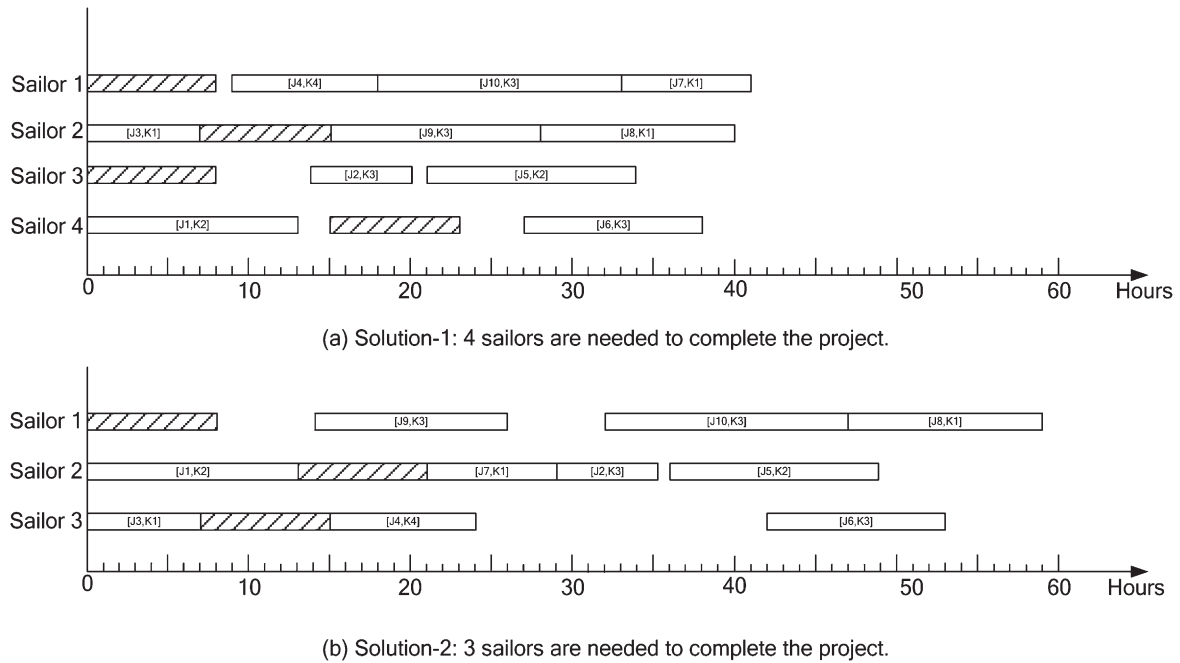 Sailor 1 [J4,K4] [J10,K3] [J7,K1]
Sailor 2 [J3,K1] [J9,K3] [J8,K1]
Sailor 3 [J2,K3] [J5,K2]
Sailor 4 [J1,K2] [J6,K3]
0 10 20 30 40 50 60 Hours
(a) Solution-1: 4 sailors are needed to complete the project.
Sailor 1 [J9,K3] [J10,K3] [J8,K1]
Sailor 2 [J1,K2] [J7,K1] [J2,K3] [J5,K2]
Sailor 3 [J3,K1] [J4,K4] [J6,K3]
0 10 20 30 40 50 60 Hours
(b) Solution-2: 3 sailors are needed to complete the project.